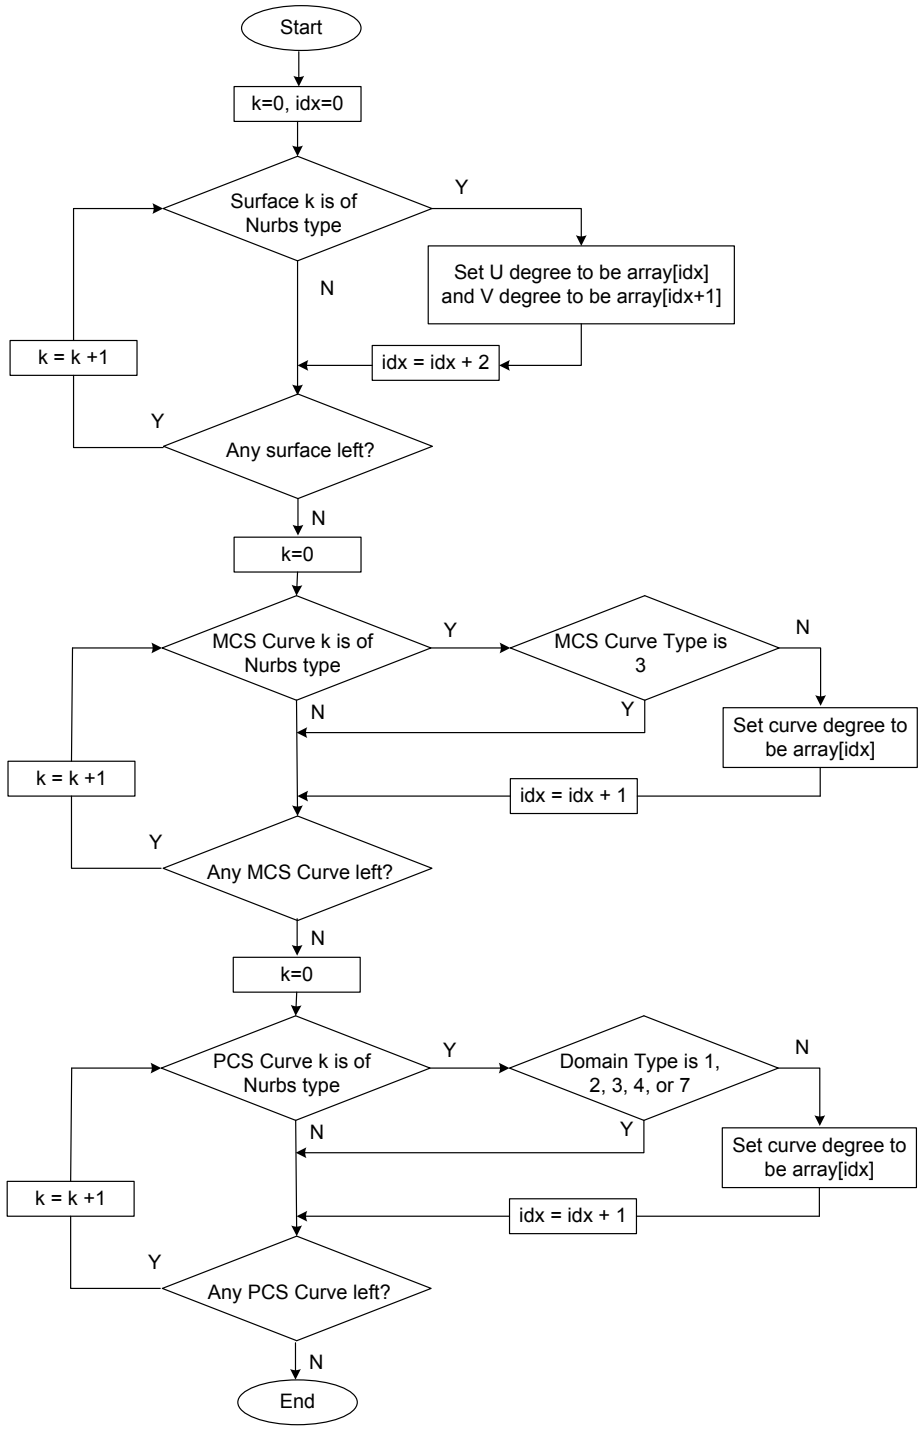 Start
k=0, idx=0
Surface k is of
Nurbs type
Y
Set U degree to be array[idx]
and V degree to be array[idx+1]
N
k = k +1
idx = idx + 2
Y
Any surface left?
N
k=0
MCS Curve k is of
Nurbs type
Y
MCS Curve Type is
3
N
N
Y
Set curve degree to
be array[idx]
k = k +1
idx = idx + 1
Y
Any MCS Curve left?
N
k=0
PCS Curve k is of
Nurbs type
Y
Domain Type is 1,
2, 3, 4, or 7
N
N
Y
Set curve degree to
be array[idx]
k = k +1
idx = idx + 1
Y
Any PCS Curve left?
N
End